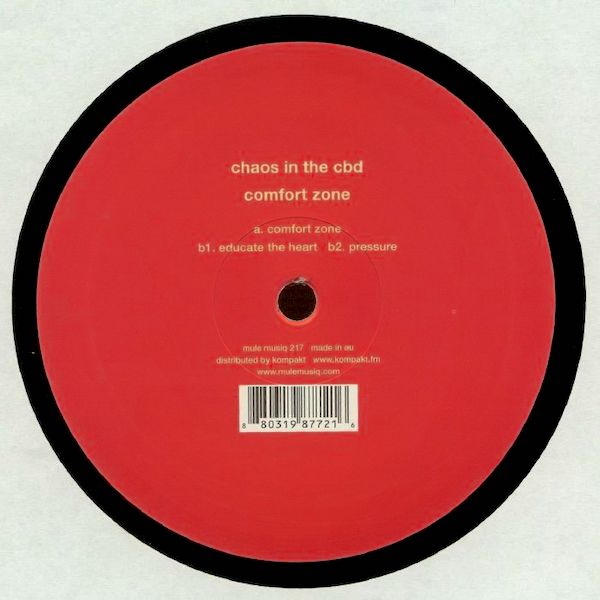 chaos in the cbd
comfort zone
a. comfort zone
b1. educate the heart b2. pressure
mule musiq 217 made in eu
distributed by kompakt www.kompakt.fm
www.mulemusiq.com
8 80319 87721 6